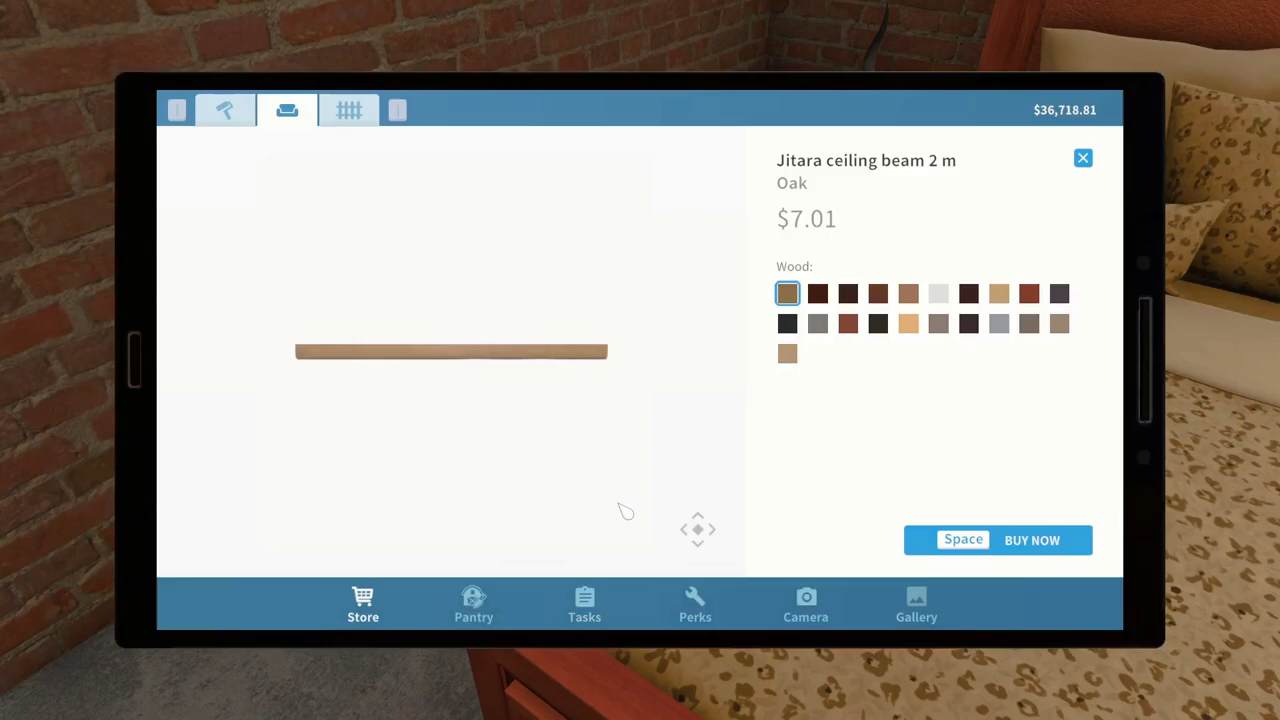 $36,718.81
Jitara ceiling beam 2 m
Oak
$7.01
Wood:
Space BUY NOW
Store Pantry Tasks Perks Camera Gallery